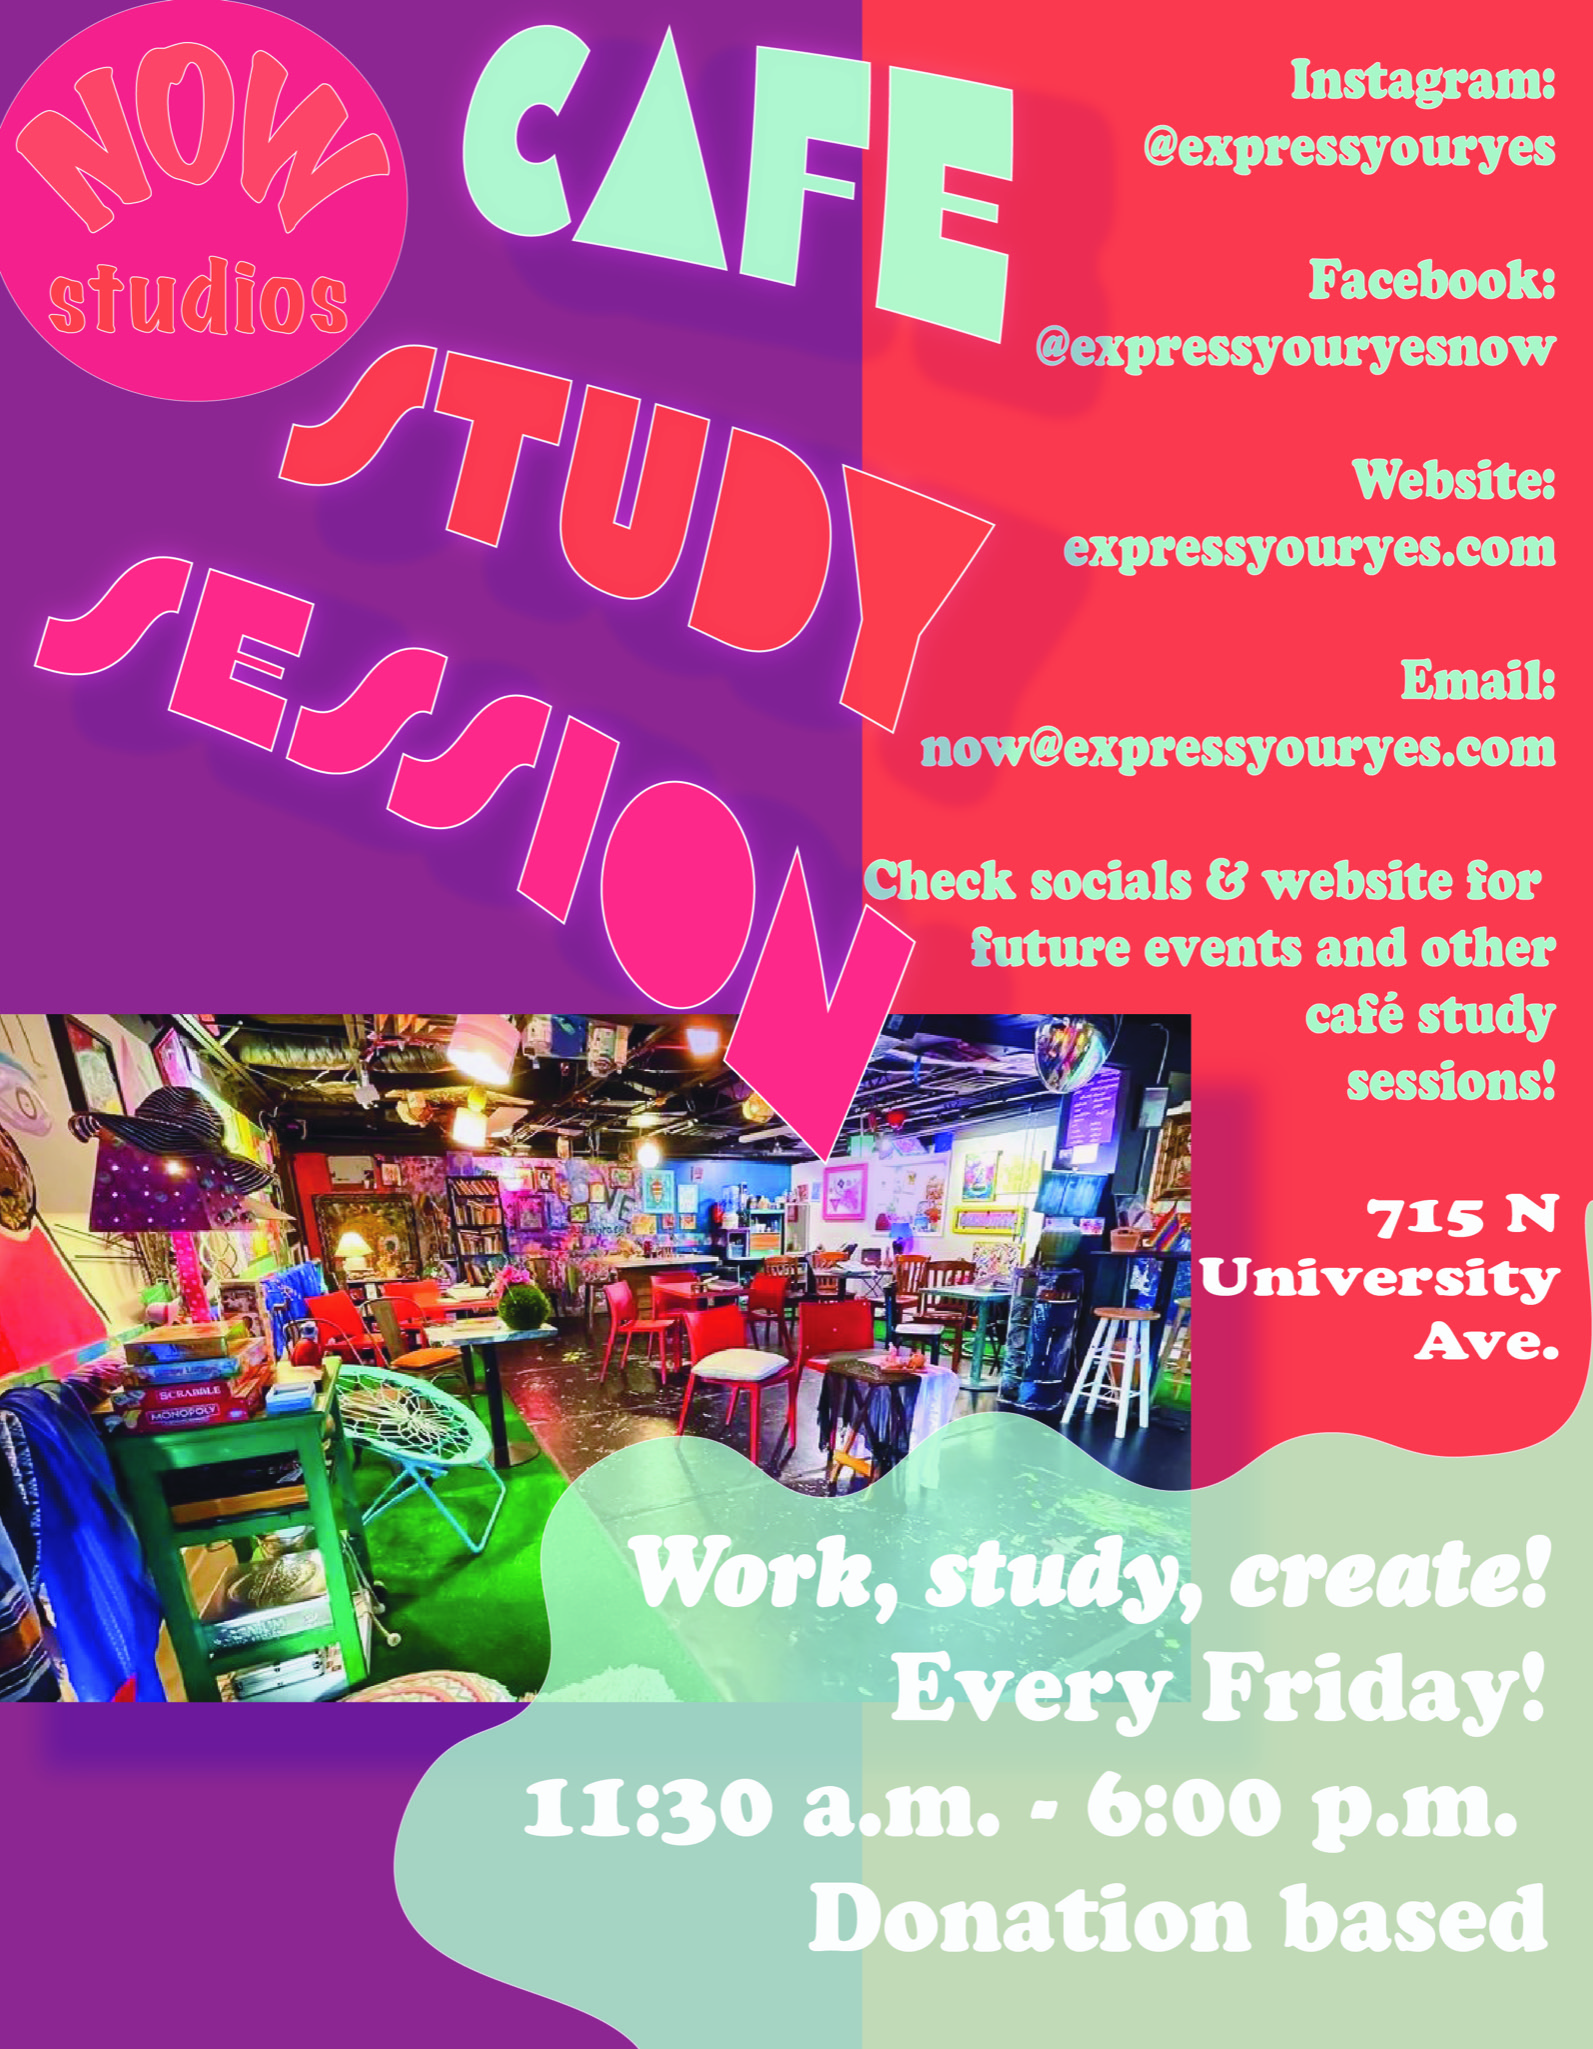 NOW
studios
CAFE
STUDY
SESSION
Instagram:
@expressyouryes
Facebook:
@expressyouryesnow
Website:
expressyouryes.com
Email:
now@expressyouryes.com
Check socials & website for
future events and other
café study
sessions!
715 N
University
Ave.
SCRABBLE
MONOPOLY
Work, study, create!
Every Friday!
11:30 a.m. - 6:00 p.m.
Donation based